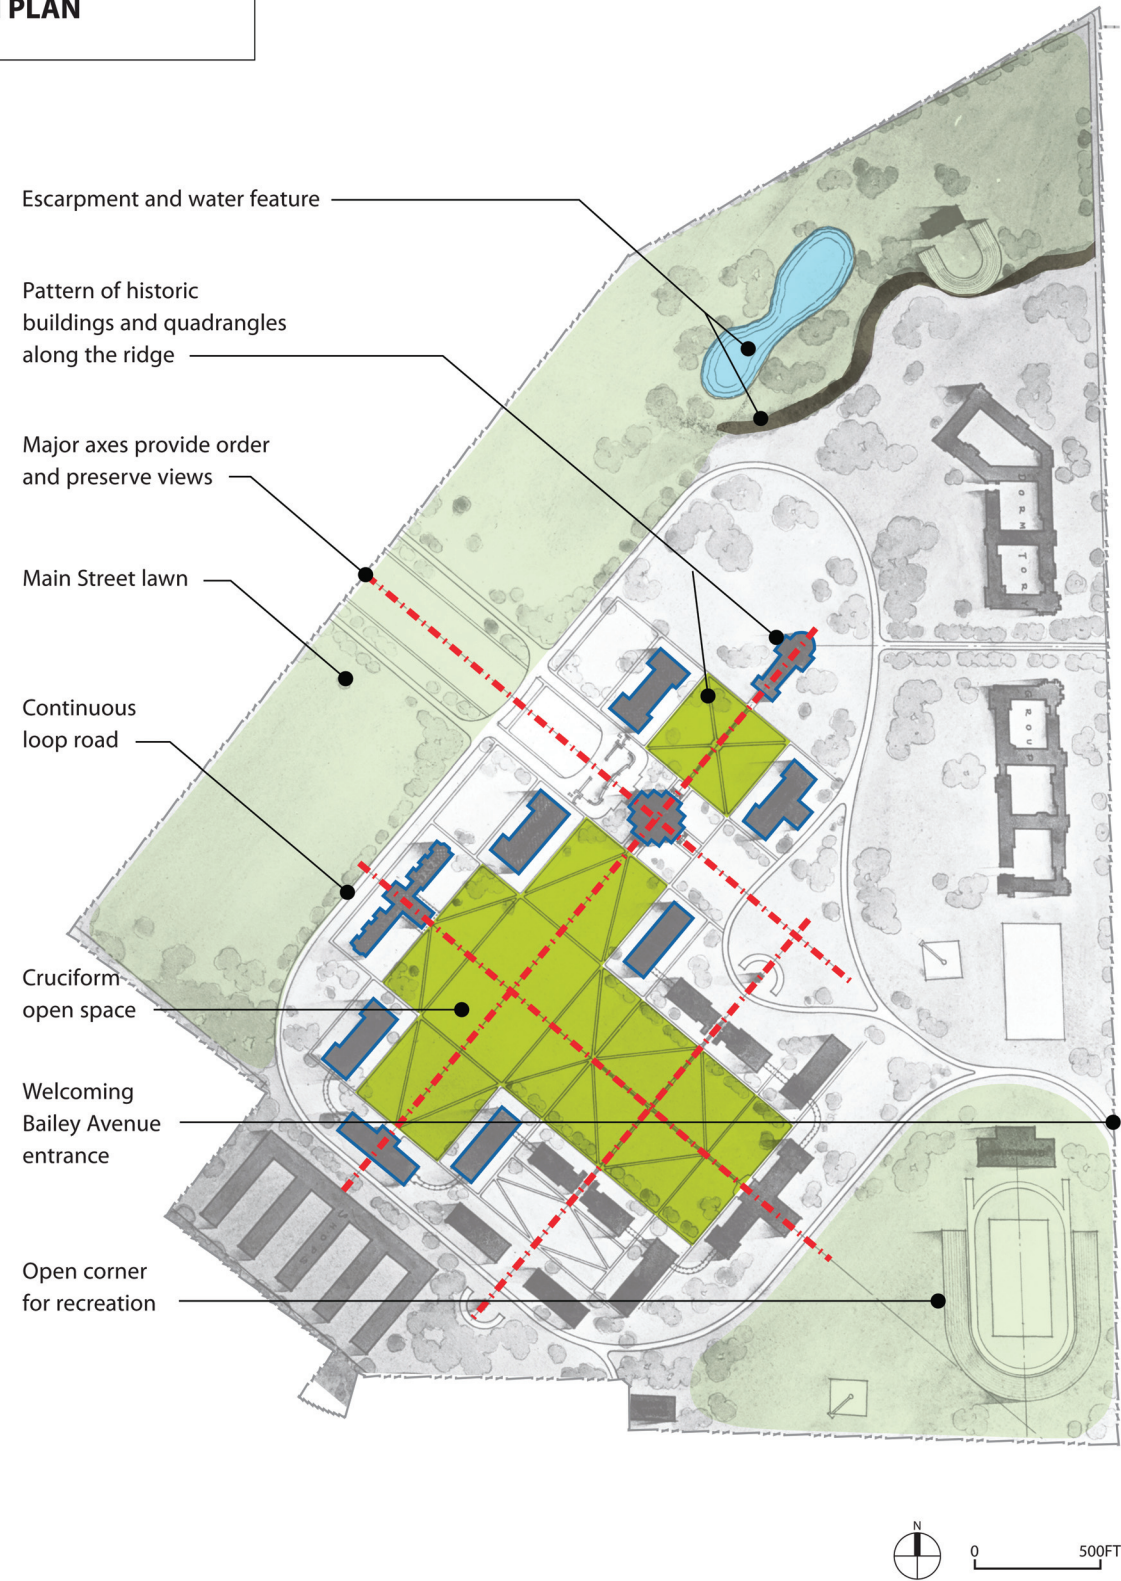 PLAN
Escarpment and water feature
Pattern of historic
buildings and quadrangles
along the ridge
Major axes provide order
and preserve views
Main Street lawn
Continuous
loop road
Cruciform
open space
Welcoming
Bailey Avenue
entrance
Open corner
for recreation
DORMITORY
GROUP
N
0 500FT